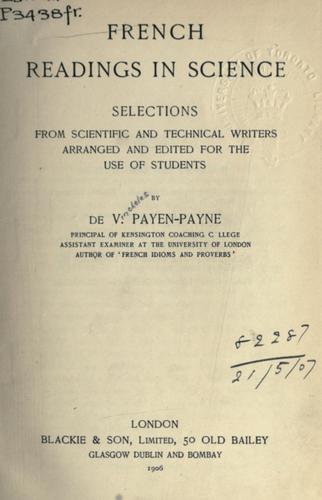 P3438fr.
FRENCH
READINGS IN SCIENCE
SELECTIONS
FROM SCIENTIFIC AND TECHNICAL WRITERS
ARRANGED AND EDITED FOR THE
USE OF STUDENTS
BY
DE V. PAYEN-PAYNE
PRINCIPAL OF KENSINGTON COACHING C LLEGE
ASSISTANT EXAMINER AT THE UNIVERSITY OF LONDON
AUTHOR OF 'FRENCH IDIOMS AND PROVERBS'
82287
21/5/07
LONDON
BLACKIE & SON, LIMITED, 50 OLD BAILEY
GLASGOW DUBLIN AND BOMBAY
1906